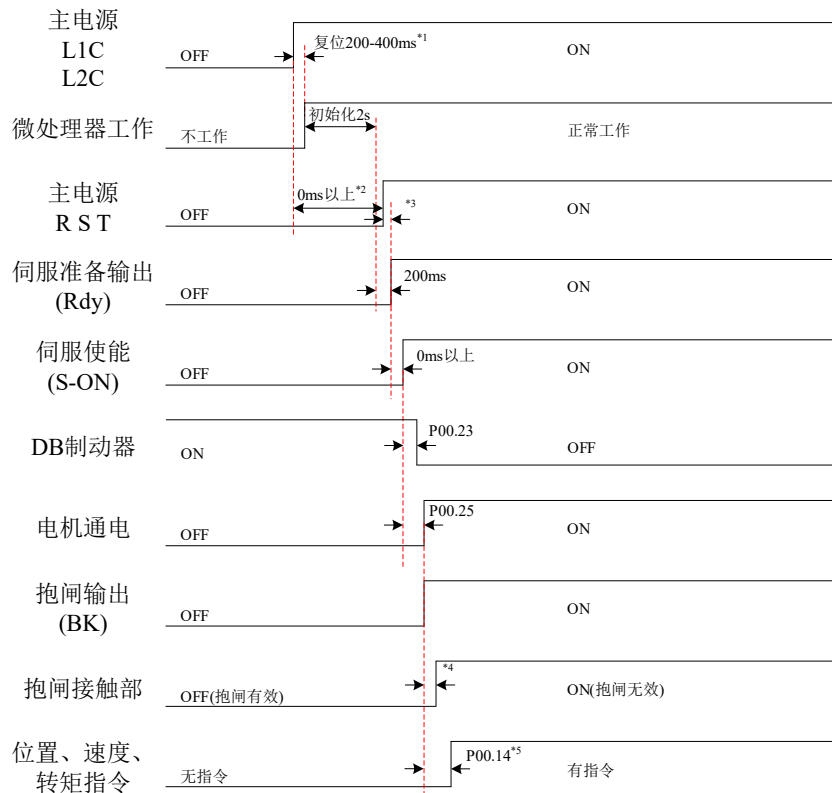 主电源
L1C
L2C
OFF
复位200-400ms*1
ON
微处理器工作
不工作
初始化2s
正常工作
主电源
R S T
OFF
0ms以上*2
*3
ON
伺服准备输出
(Rdy)
OFF
200ms
ON
伺服使能
(S-ON)
OFF
0ms以上
ON
DB制动器
ON
P00.23
OFF
电机通电
OFF
P00.25
ON
抱闸输出
(BK)
OFF
ON
抱闸接触部
OFF(抱闸有效)
*4
ON(抱闸无效)
位置、速度、
转矩指令
无指令
P00.14*5
有指令